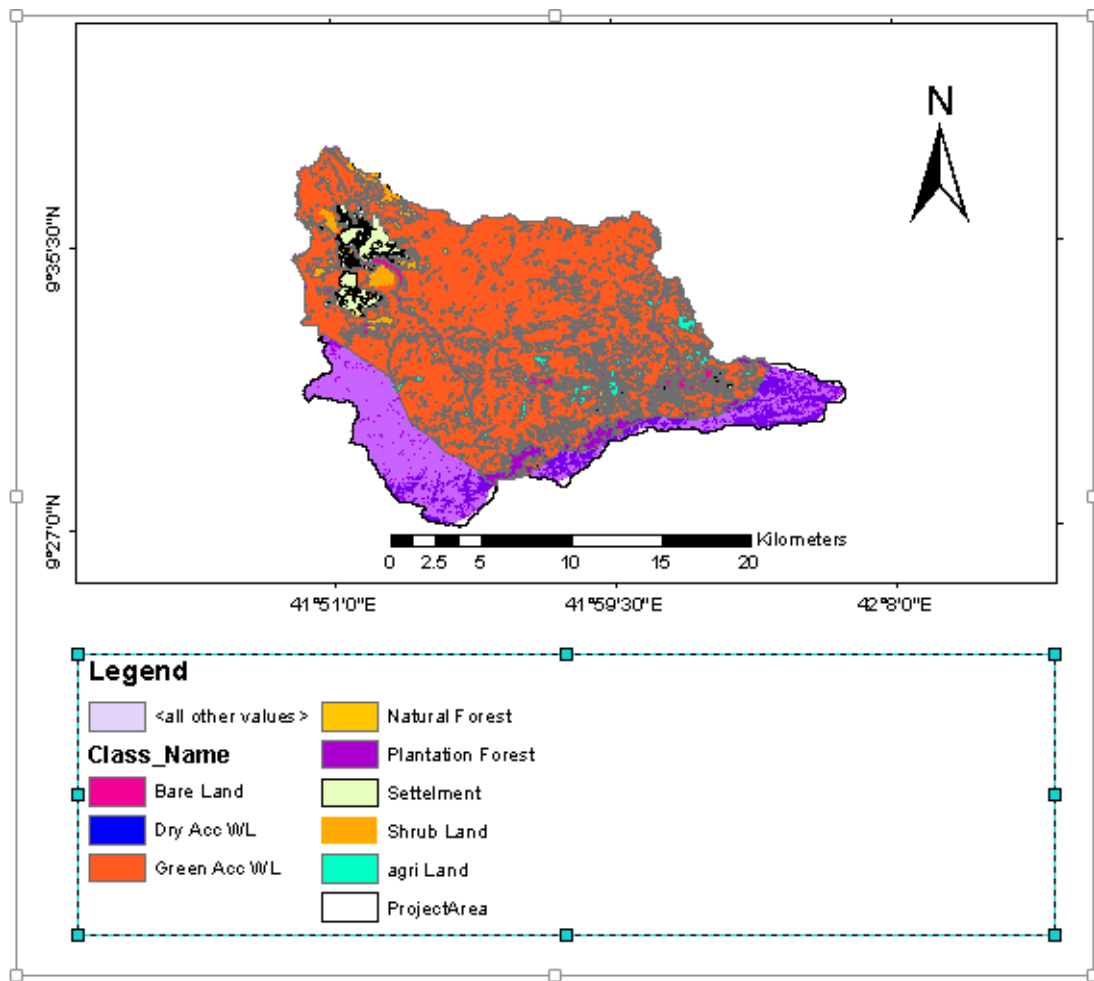 N
9°35'30"N
9°27'0"N
Kilometers
0 2.5 5 10 15 20
41°51'0"E 41°59'30"E 42°8'0"E
Legend
<all other values>
Class_Name
Bare Land
Dry Acc WL
Green Acc WL
Natural Forest
Plantation Forest
Settelment
Shrub Land
agri Land
ProjectArea